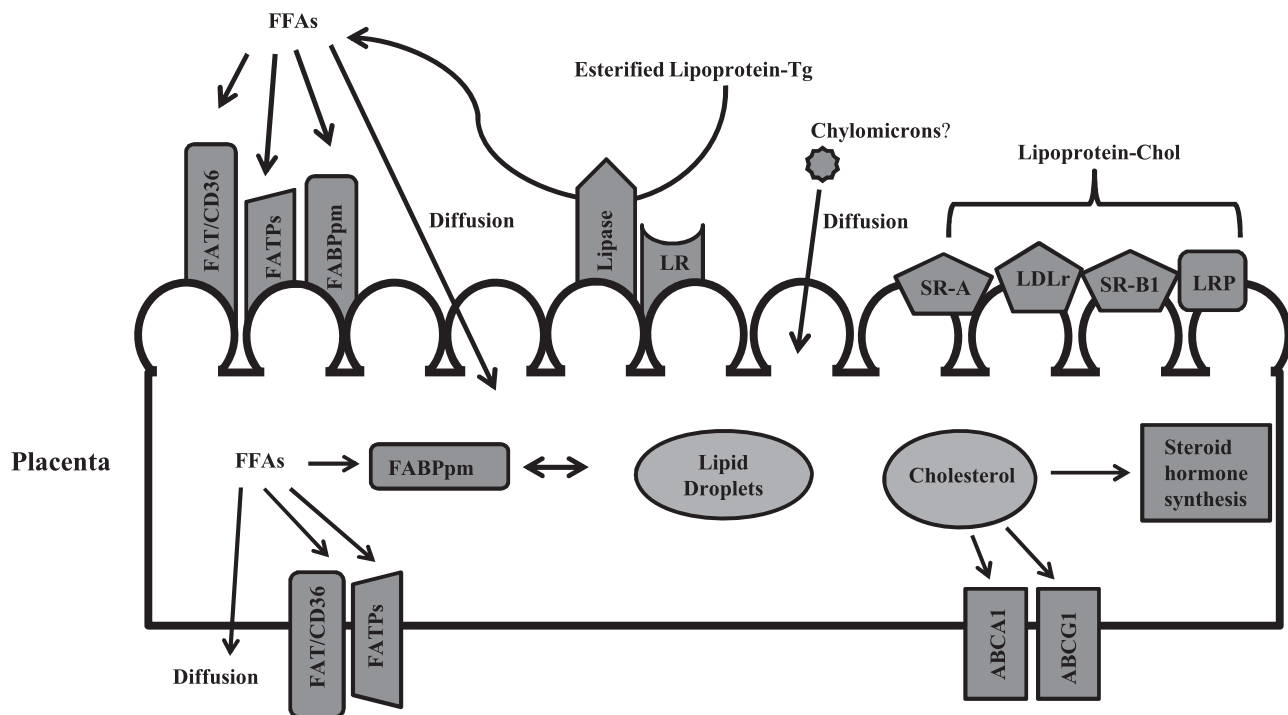 FFAs
Esterified Lipoprotein-Tg
Chylomicrons?
Lipoprotein-Chol
FAT/CD36
FATPs
FABPpm
Diffusion
Lipase
LR
Diffusion
SR-A
LDLr
SR-B1
LRP
Placenta
FFAs
FABPpm
Lipid
Droplets
Cholesterol
Steroid
hormone
synthesis
Diffusion
FAT/CD36
FATPs
ABCA1
ABCG1